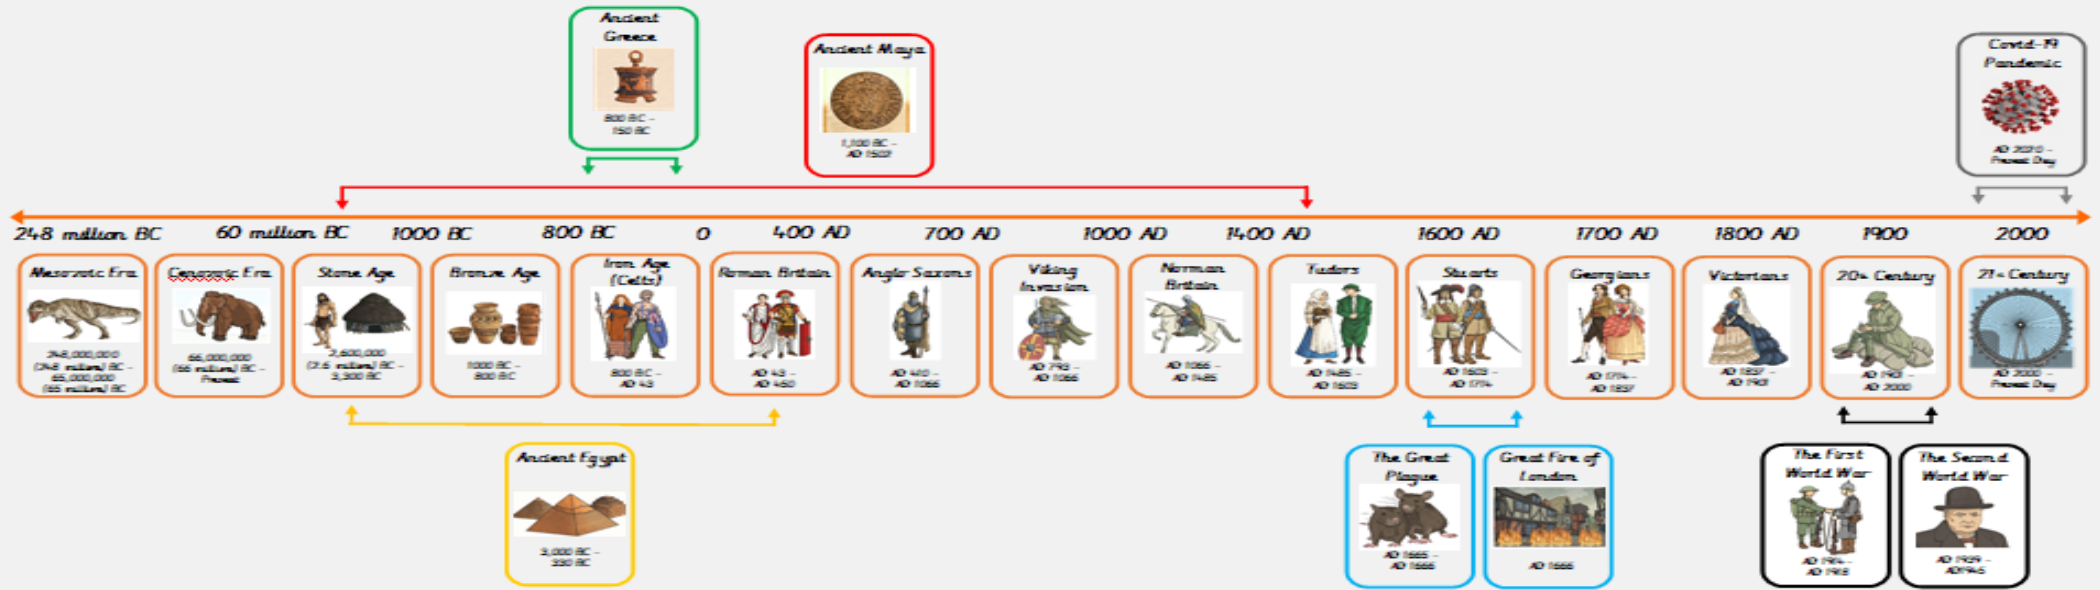 Ancient
Greece
800 BC -
150 BC
Ancient Maya
1,100 BC -
AD 1502
Covid-19
Pandemic
AD 2020 -
Present Day
248 million BC
60 million BC
1000 BC
800 BC
0
400 AD
700 AD
1000 AD
1400 AD
1600 AD
1700 AD
1800 AD
1900
2000
Mesozoic Era
248,000,000
(248 million) BC -
65,000,000
(65 million) BC
Cenozoic Era
66,000,000
(66 million) BC -
Present
Stone Age
2,600,000
(2.6 million) BC -
3,300 BC
Bronze Age
1000 BC -
800 BC
Iron Age
(Celts)
800 BC -
AD 43
Roman Britain
AD 43 -
AD 460
Anglo Saxons
AD 410 -
AD 1066
Viking
Invasion
AD 793 -
AD 1066
Norman
Britain
AD 1066 -
AD 1485
Tudors
AD 1485 -
AD 1603
Stuarts
AD 1603 -
AD 1714
Georgians
AD 1714 -
AD 1837
Victorians
AD 1837 -
AD 1901
20th Century
AD 1901 -
AD 2000
21st Century
AD 2000 -
Present Day
Ancient Egypt
3,000 BC -
330 BC
The Great
Plague
AD 1665 -
AD 1666
Great Fire of
London
AD 1666
The First
World War
AD 1914 -
AD 1918
The Second
World War
AD 1939 -
AD1945